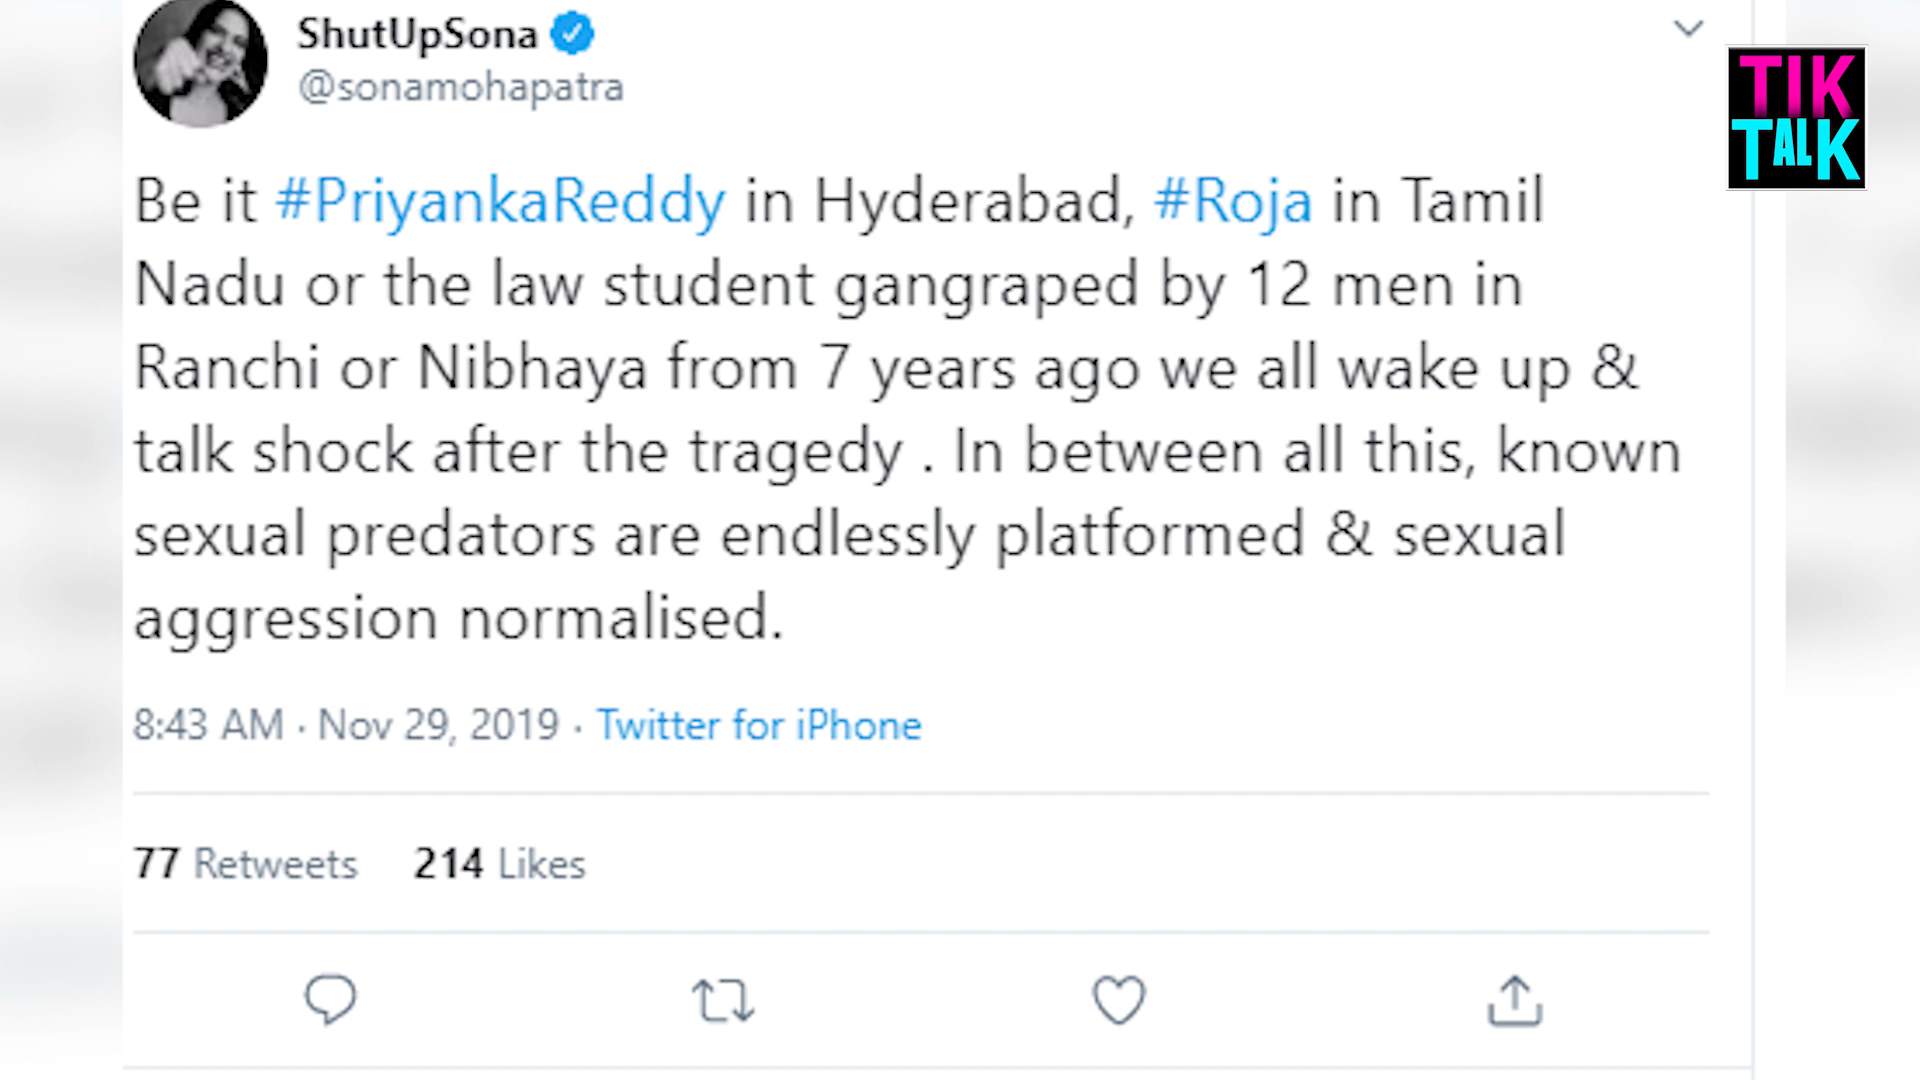 ShutUpSona
@sonamohapatra
TIK
TALK
Be it #PriyankaReddy in Hyderabad, #Roja in Tamil
Nadu or the law student gangraped by 12 men in
Ranchi or Nibhaya from 7 years ago we all wake up &
talk shock after the tragedy . In between all this, known
sexual predators are endlessly platformed & sexual
aggression normalised.
8:43 AM · Nov 29, 2019 · Twitter for iPhone
77 Retweets 214 Likes